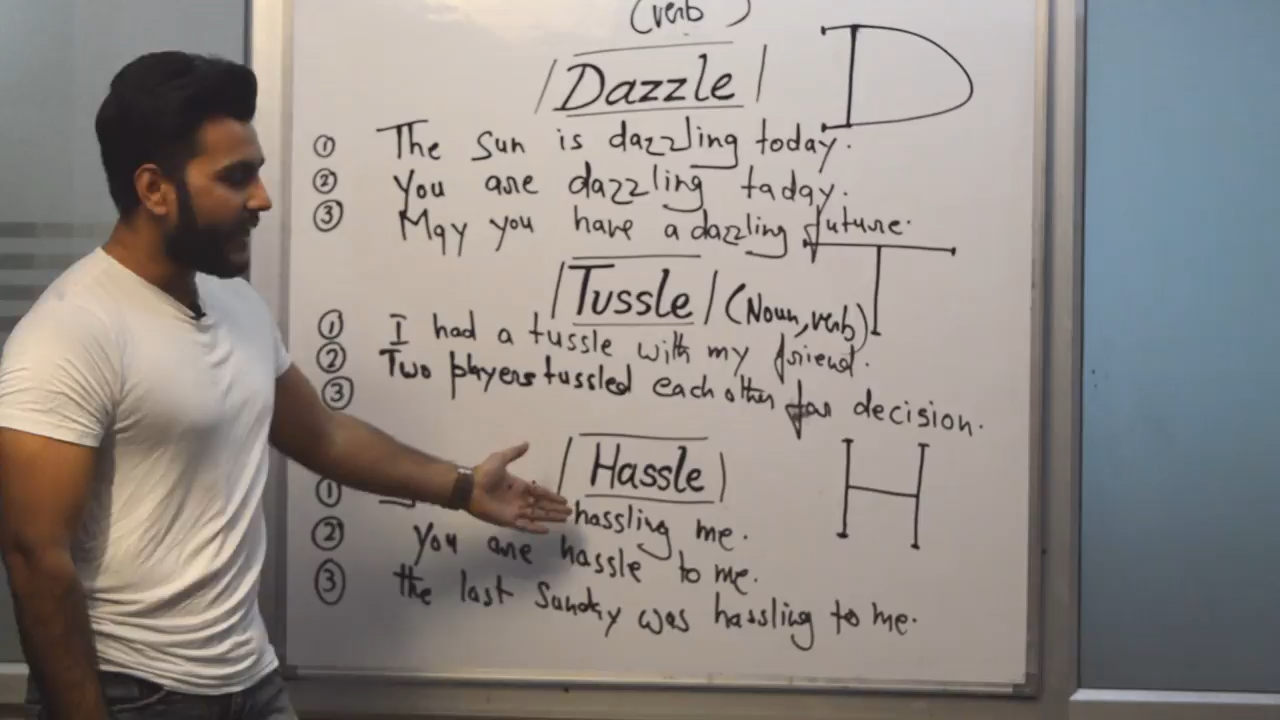 (verb)
/Dazzle/ D
① The Sun is dazzling today.
② You are dazzling taday.
③ May you have a dazzling future.
/Tussle/ (Noun, verb) T
① I had a tussle with my friend.
② Two players tussled each other for decision.
③
/Hassle/ H
① hassling me.
② You are hassle to me.
③ the last Sunday was hassling to me.